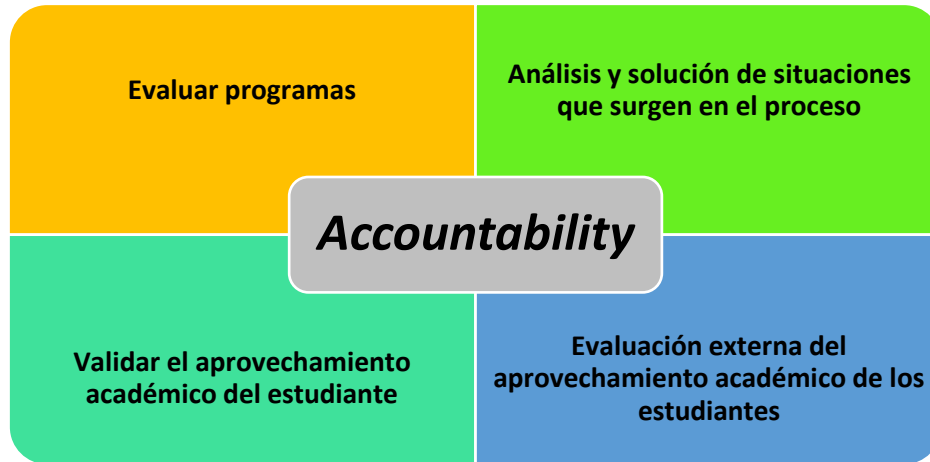 Evaluar programas
Análisis y solución de situaciones
que surgen en el proceso
Accountability
Validar el aprovechamiento
académico del estudiante
Evaluación externa del
aprovechamiento académico de los
estudiantes